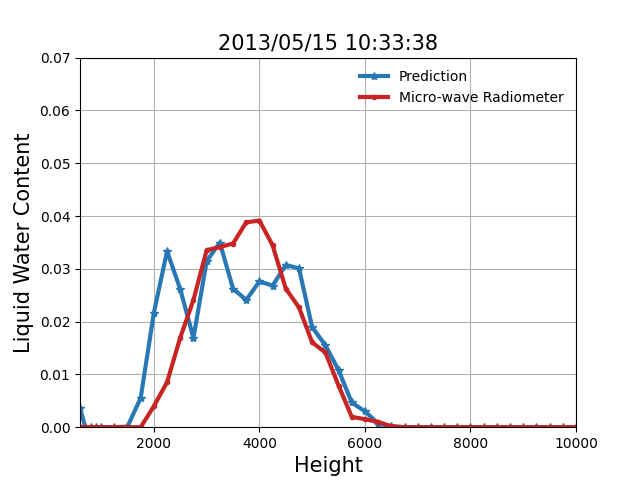 2013/05/15 10:33:38
0.07
0.06
0.05
0.04
0.03
0.02
0.01
0.00
Liquid Water Content
Prediction
Micro-wave Radiometer
2000 4000 6000 8000 10000
Height